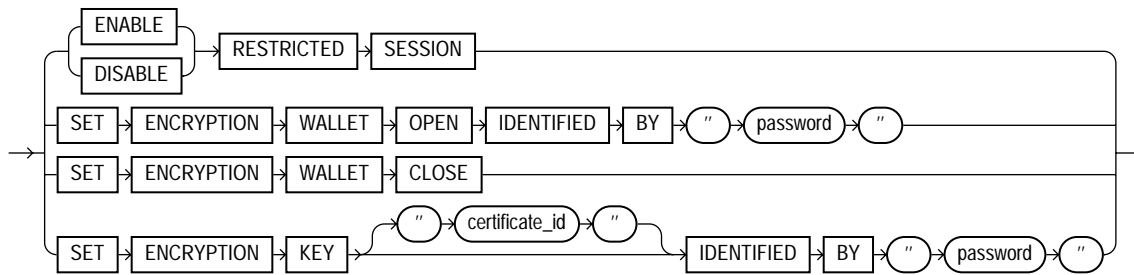 ENABLE
RESTRICTED SESSION
DISABLE
SET ENCRYPTION WALLET OPEN IDENTIFIED BY " password "
SET ENCRYPTION WALLET CLOSE
" certificate_id "
SET ENCRYPTION KEY IDENTIFIED BY " password "